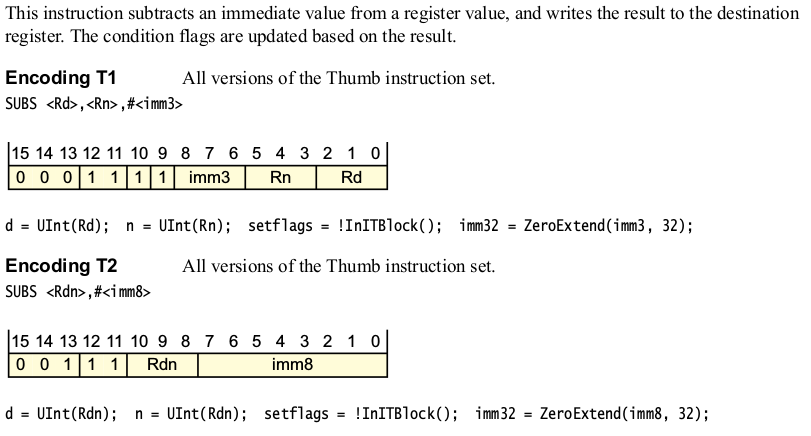 This instruction subtracts an immediate value from a register value, and writes the result to the destination
register. The condition flags are updated based on the result.
Encoding T1 All versions of the Thumb instruction set.
SUBS <Rd>,<Rn>,#<imm3>
15 14 13 12 11 10 9 8 7 6 5 4 3 2 1 0
0 0 0 1 1 1 1 imm3 Rn Rd
d = UInt(Rd); n = UInt(Rn); setflags = !InITBlock(); imm32 = ZeroExtend(imm3, 32);
Encoding T2 All versions of the Thumb instruction set.
SUBS <Rdn>,#<imm8>
15 14 13 12 11 10 9 8 7 6 5 4 3 2 1 0
0 0 1 1 1 Rdn imm8
d = UInt(Rdn); n = UInt(Rdn); setflags = !InITBlock(); imm32 = ZeroExtend(imm8, 32);